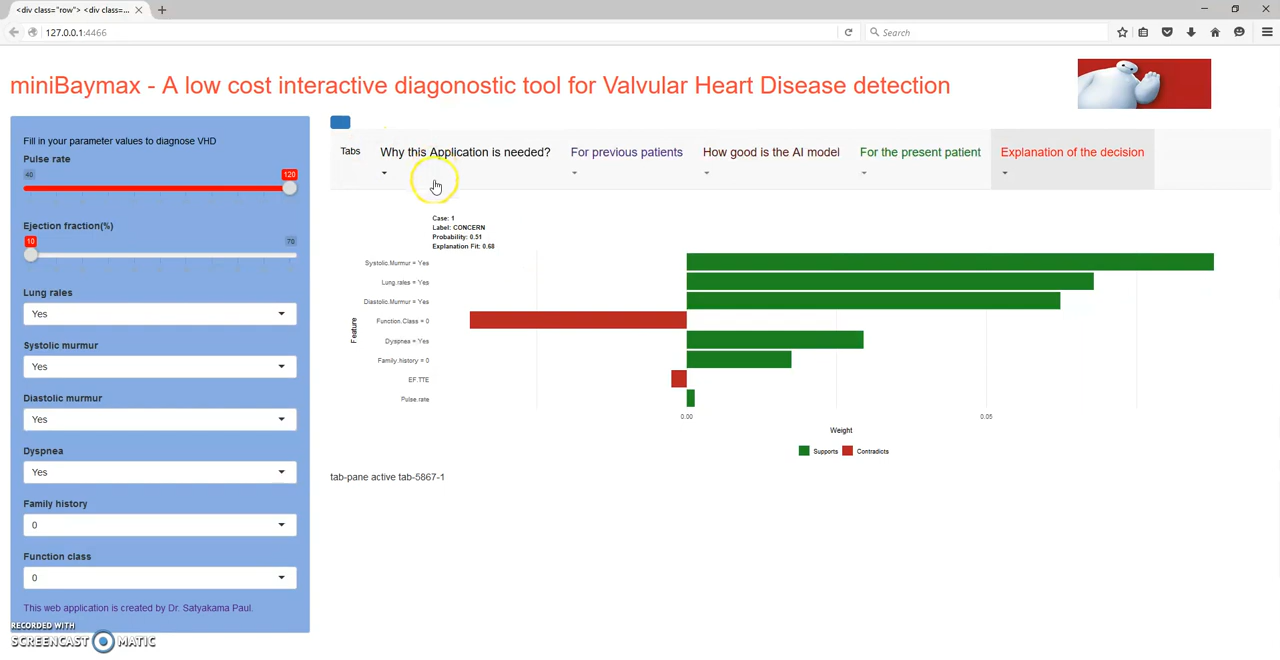 <div class="row"> <div class=...
127.0.0.1:4466
Search
miniBaymax - A low cost interactive diagonostic tool for Valvular Heart Disease detection
Fill in your parameter values to diagnose VHD
Pulse rate
40
120
Ejection fraction(%)
10
70
Lung rales
Yes
Systolic murmur
Yes
Diastolic murmur
Yes
Dyspnea
Yes
Family history
0
Function class
0
This web application is created by Dr. Satyakama Paul.
RECORDED WITH
SCREENCAST MATIC
Tabs
Why this Application is needed?
For previous patients
How good is the AI model
For the present patient
Explanation of the decision
Case: 1
Label: CONCERN
Probability: 0.51
Explanation Fit: 0.68
Feature
Systolic.Murmur = Yes
Lung.rales = Yes
Diastolic.Murmur = Yes
Function.Class = 0
Dyspnea = Yes
Family.history = 0
EF.TTE
Pulse.rate
0.00
0.05
Weight
Supports
Contradicts
tab-pane active tab-5867-1